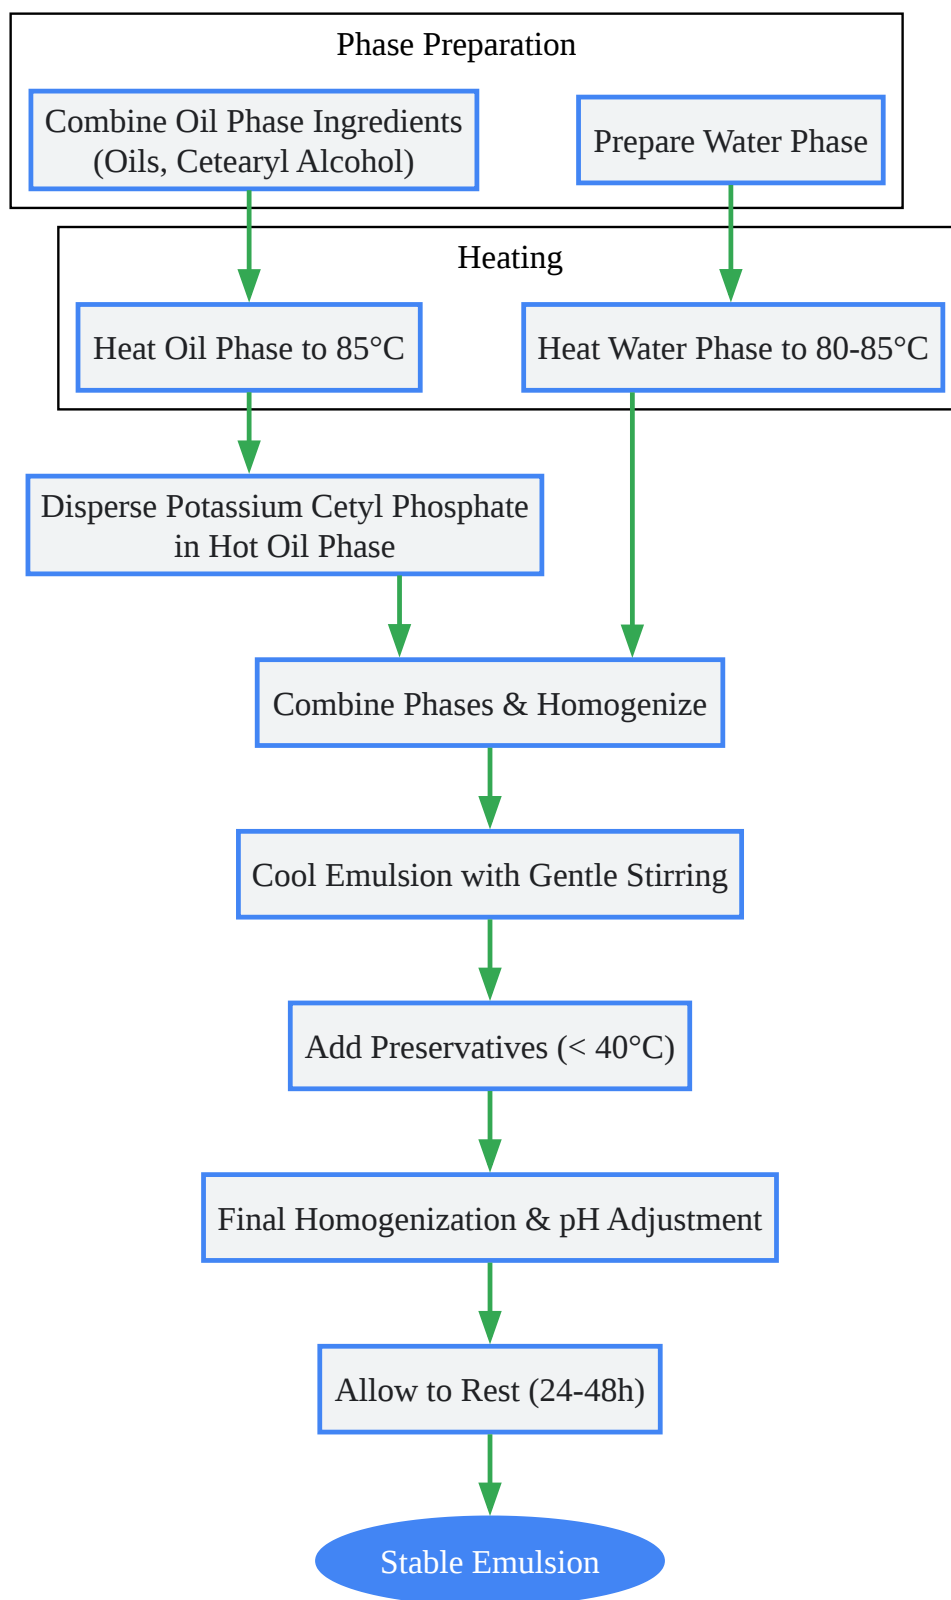 Phase Preparation
Combine Oil Phase Ingredients
(Oils, Cetearyl Alcohol)
Prepare Water Phase
Heating
Heat Oil Phase to 85°C
Heat Water Phase to 80-85°C
Disperse Potassium Cetyl Phosphate
in Hot Oil Phase
Combine Phases & Homogenize
Cool Emulsion with Gentle Stirring
Add Preservatives (< 40°C)
Final Homogenization & pH Adjustment
Allow to Rest (24-48h)
Stable Emulsion